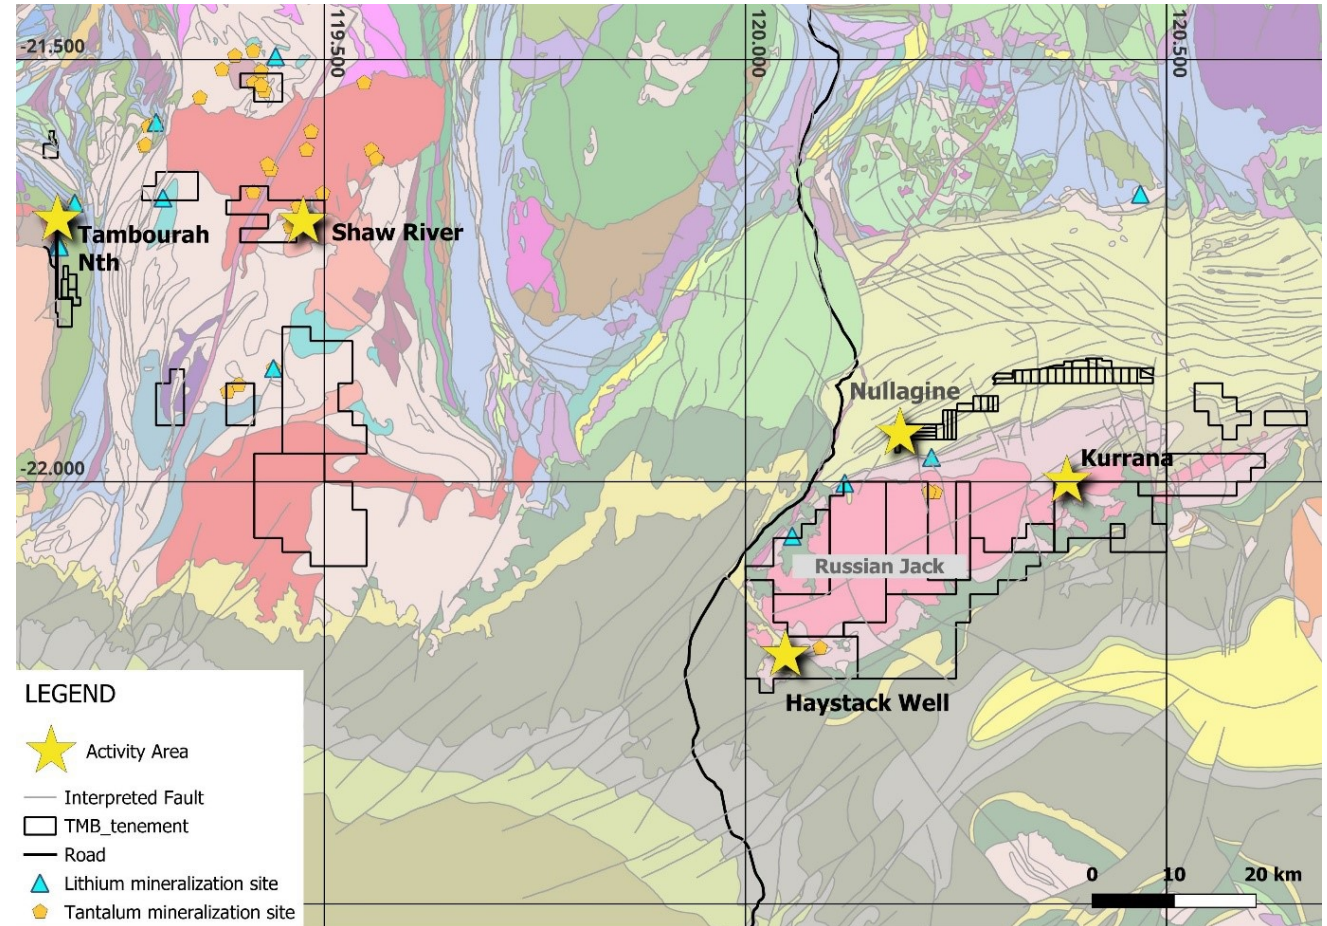 -21.500
119.500
120.000
120.500
Tambourah
Nth
Shaw River
Nullagine
-22.000
Kurrana
Russian Jack
Haystack Well
LEGEND
Activity Area
Interpreted Fault
TMB_tenement
Road
Lithium mineralization site
Tantalum mineralization site
0 10 20 km